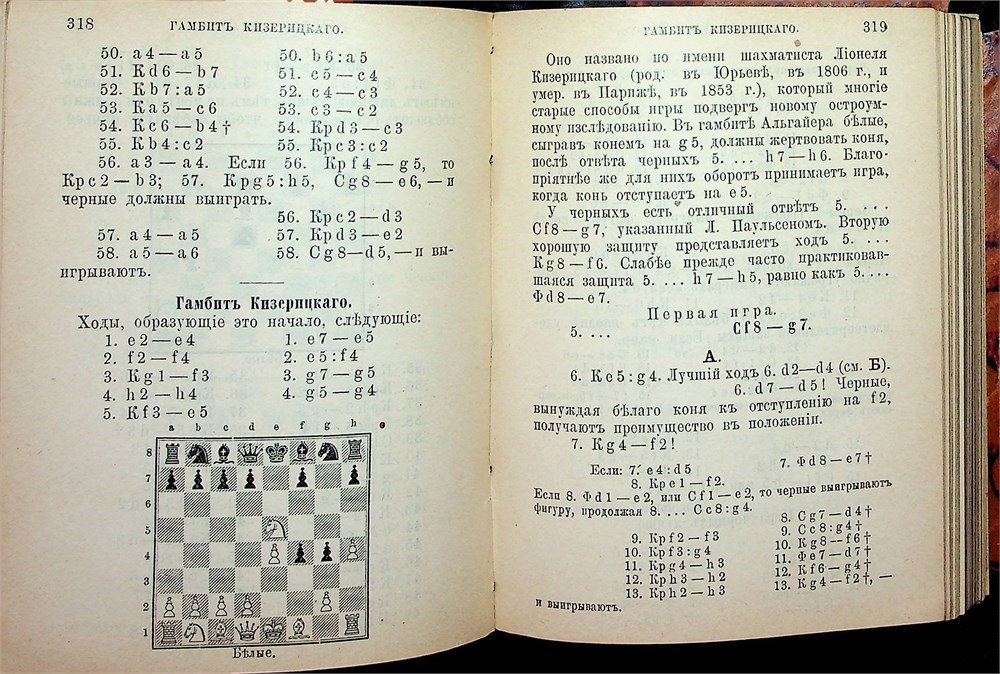 318 ГАМБИТЪ КИЗЕРИЦКАГО.
50. a4—a5 50. b6:a5
51. Kd6—b7 51. c5—c4
52. Kb7:a5 52. c4—c3
53. Ka5—c6 53. c3—c2
54. Kc6—b4† 54. Kpd3—c3
55. Kb4:c2 55. Kpc3:c2
56. a3—a4. Если 56. Kpf4—g5, то
Kpc2—b3; 57. Kpg5:h5, Cg8—e6,—и
черные должны выиграть.
56. Kpc2—d3
57. a4—a5 57. Kpd3—e2
58. a5—a6 58. Cg8—d5,—и вы-
игрываютъ.
Гамбитъ Кизерицкаго.
Ходы, образующіе это начало, слѣдующіе:
1. e2—e4 1. e7—e5
2. f2—f4 2. e5:f4
3. Kg1—f3 3. g7—g5
4. h2—h4 4. g5—g4
5. Kf3—e5
a b c d e f g h
8
7
6
5
4
3
2
1
Бѣлые.
ГАМБИТЪ КИЗЕРИЦКАГО. 319
Оно названо по имени шахматиста Ліонеля
Кизерицкаго (род. въ Юрьевѣ, въ 1806 г., и
умер. въ Парижѣ, въ 1853 г.), который многіе
старые способы игры подвергъ новому остроум-
ному изслѣдованію. Въ гамбитѣ Альгайера бѣлые,
сыгравъ конемъ на g5, должны жертвовать коня,
послѣ отвѣта черныхъ 5. ... h7—h6. Благо-
пріятнѣе же для нихъ оборотъ принимаетъ игра,
когда конь отступаетъ на e5.
У черныхъ есть отличный отвѣтъ 5. ...
Cf8—g7, указанный Л. Паульсеномъ. Вторую
хорошую защиту представляетъ ходъ 5. ...
Kg8—f6. Слабѣе прежде часто практиковав-
шаяся защита 5. ... h7—h5, равно какъ 5. ...
Фd8—e7.
Первая игра.
5. ... Cf8—g7.
А.
6. Ke5:g4. Лучшій ходъ 6. d2—d4 (см. Б).
6. d7—d5! Черные,
вынуждая бѣлаго коня къ отступленію на f2,
получаютъ преимущество въ положеніи.
7. Kg4—f2!
Если: 7. e4:d5 7. Фd8—e7†
8. Kpe1—f2.
Если 8. Фd1—e2, или Cf1—e2, то черные выигрываютъ
фигуру, продолжая 8. ... Cc8:g4.
8. Cg7—d4†
9. Kpf2—f3 9. Cc8:g4†
10. Kpf3:g4 10. Kg8—f6†
11. Kpg4—h3 11. Фe7—d7†
12. Kph3—h2 12. Kf6—g4†
13. Kph2—h3 13. Kg4—f2†, —
и выигрываютъ.